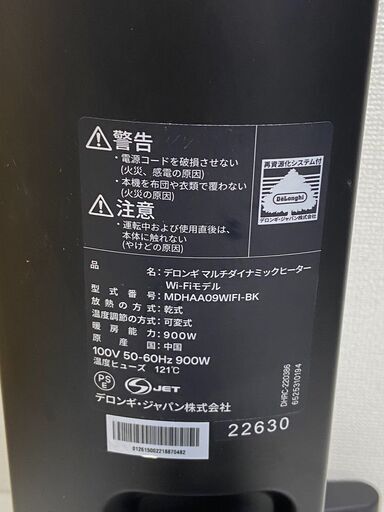 警告
・電源コードを破損させない
(火災、感電の原因)
・本機を布団や衣類で覆わない
(火災の原因)
注意
・運転中および使用直後は、
本体に触れない
(やけどの原因)
再資源化システム付
DeLonghi
デロンギ・ジャパン株式会社
品 名：デロンギ マルチダイナミックヒーター
Wi-Fiモデル
型式番号：MDHAA09WIFI-BK
放熱の方式：乾式
温度調節の方式：可変式
暖房能力：900W
原産国：中国
100V 50-60Hz 900W
温度ヒューズ 121℃
PSE
JET
デロンギ・ジャパン株式会社
DHRC-220386
6525310194
22630
01261500221887048​2